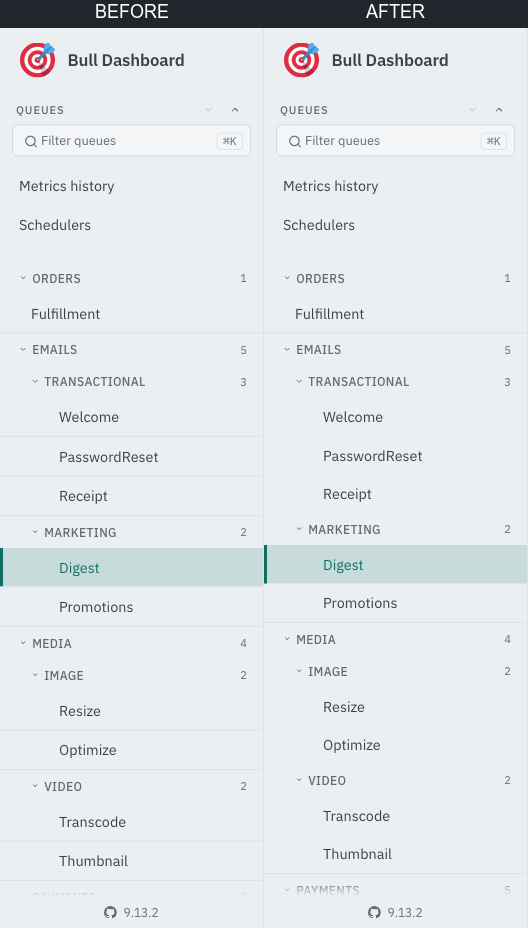 BEFORE
Bull Dashboard
QUEUES
Filter queues ⌘K
Metrics history
Schedulers
ORDERS 1
Fulfillment
EMAILS 5
TRANSACTIONAL 3
Welcome
PasswordReset
Receipt
MARKETING 2
Digest
Promotions
MEDIA 4
IMAGE 2
Resize
Optimize
VIDEO 2
Transcode
Thumbnail
9.13.2
AFTER
Bull Dashboard
QUEUES
Filter queues ⌘K
Metrics history
Schedulers
ORDERS 1
Fulfillment
EMAILS 5
TRANSACTIONAL 3
Welcome
PasswordReset
Receipt
MARKETING 2
Digest
Promotions
MEDIA 4
IMAGE 2
Resize
Optimize
VIDEO 2
Transcode
Thumbnail
PAYMENTS 5
9.13.2